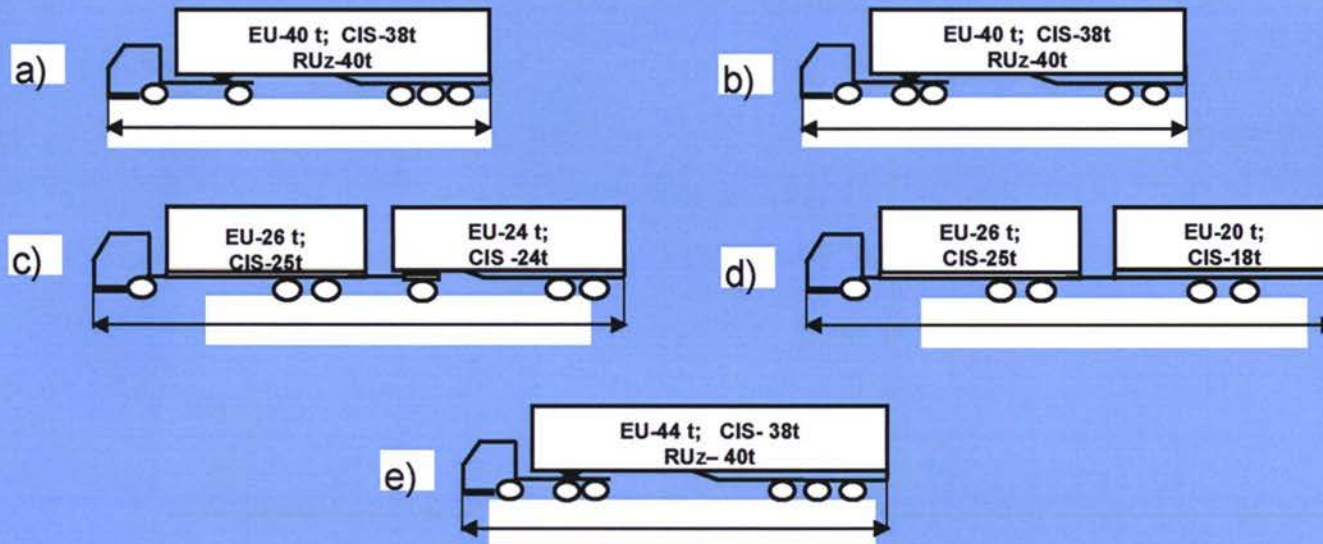 a)
EU-40 t; CIS-38t
RUz-40t
b)
EU-40 t; CIS-38t
RUz-40t
c)
EU-26 t;
CIS-25t
EU-24 t;
CIS -24t
d)
EU-26 t;
CIS-25t
EU-20 t;
CIS-18t
e)
EU-44 t; CIS- 38t
RUz– 40t